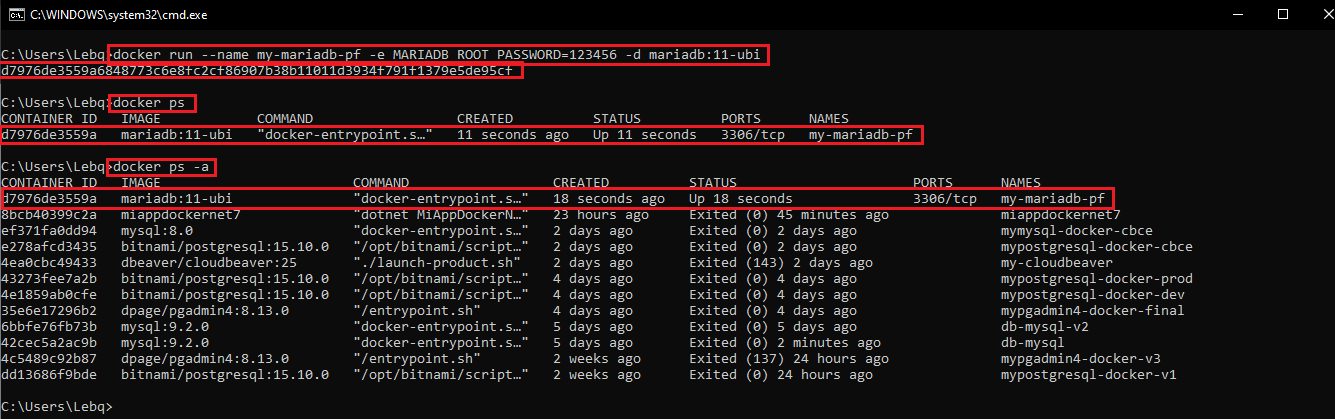 C:\WINDOWS\system32\cmd.exe
C:\Users\Lebq>docker run --name my-mariadb-pf -e MARIADB_ROOT_PASSWORD=123456 -d mariadb:11-ubi
d7976de3559a6848773c6e8fc2cf86907b38b11011d3934f791f1379e5de95cf
C:\Users\Lebq>docker ps
CONTAINER ID   IMAGE            COMMAND                  CREATED          STATUS          PORTS      NAMES
d7976de3559a   mariadb:11-ubi   "docker-entrypoint.s…"   11 seconds ago   Up 11 seconds   3306/tcp   my-mariadb-pf
C:\Users\Lebq>docker ps -a
CONTAINER ID   IMAGE                        COMMAND                  CREATED          STATUS                      PORTS      NAMES
d7976de3559a   mariadb:11-ubi               "docker-entrypoint.s…"   18 seconds ago   Up 18 seconds               3306/tcp   my-mariadb-pf
8bcb40399c2a   miappdockernet7              "dotnet MiAppDockerN…"   23 hours ago     Exited (0) 45 minutes ago              miappdockernet7
ef371fa0dd94   mysql:8.0                    "docker-entrypoint.s…"   2 days ago       Exited (0) 2 days ago                  mymysql-docker-cbce
e278afcd3435   bitnami/postgresql:15.10.0   "/opt/bitnami/script…"   2 days ago       Exited (0) 2 days ago                  mypostgresql-docker-cbce
4ea0cbc49433   dbeaver/cloudbeaver:25       "./launch-product.sh"    2 days ago       Exited (143) 2 days ago                my-cloudbeaver
43273fee7a2b   bitnami/postgresql:15.10.0   "/opt/bitnami/script…"   4 days ago       Exited (0) 4 days ago                  mypostgresql-docker-prod
4e1859ab0cfe   bitnami/postgresql:15.10.0   "/opt/bitnami/script…"   4 days ago       Exited (0) 4 days ago                  mypostgresql-docker-dev
35e6e17296b2   dpage/pgadmin4:8.13.0        "/entrypoint.sh"         4 days ago       Exited (0) 4 days ago                  mypgadmin4-docker-final
6bbfe76fb73b   mysql:9.2.0                  "docker-entrypoint.s…"   5 days ago       Exited (0) 5 days ago                  db-mysql-v2
42cec5a2ac9b   mysql:9.2.0                  "docker-entrypoint.s…"   5 days ago       Exited (0) 2 minutes ago               db-mysql
4c5489c92b87   dpage/pgadmin4:8.13.0        "/entrypoint.sh"         2 weeks ago      Exited (137) 24 hours ago              mypgadmin4-docker-v3
dd13686f9bde   bitnami/postgresql:15.10.0   "/opt/bitnami/script…"   2 weeks ago      Exited (0) 24 hours ago                mypostgresql-docker-v1
C:\Users\Lebq>